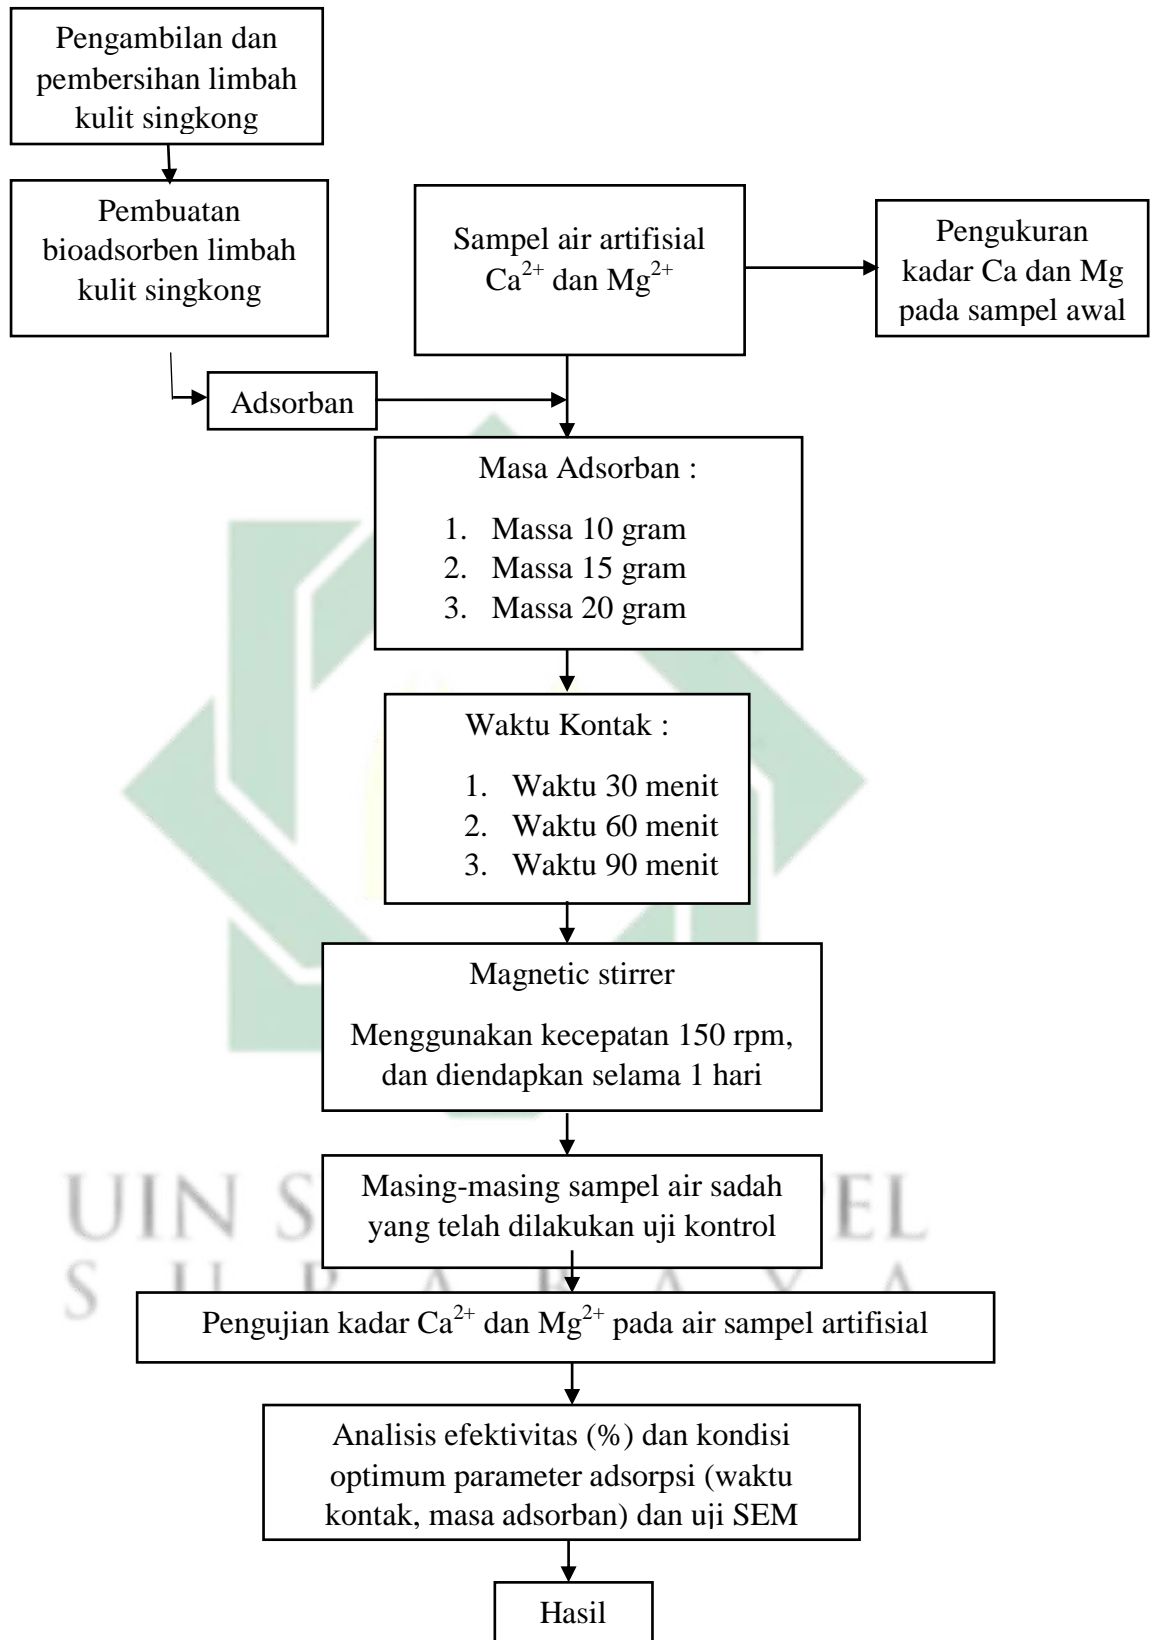 Pengambilan dan
pembersihan limbah
kulit singkong
Pembuatan
bioadsorben limbah
kulit singkong
Sampel air artifisial
Ca²⁺ dan Mg²⁺
Pengukuran
kadar Ca dan Mg
pada sampel awal
Adsorban
Masa Adsorban :
1. Massa 10 gram
2. Massa 15 gram
3. Massa 20 gram
Waktu Kontak :
1. Waktu 30 menit
2. Waktu 60 menit
3. Waktu 90 menit
Magnetic stirrer
Menggunakan kecepatan 150 rpm,
dan diendapkan selama 1 hari
Masing-masing sampel air sadah
yang telah dilakukan uji kontrol
UIN S PEL
S U R A B A Y A
Pengujian kadar Ca²⁺ dan Mg²⁺ pada air sampel artifisial
Analisis efektivitas (%) dan kondisi
optimum parameter adsorpsi (waktu
kontak, masa adsorban) dan uji SEM
Hasil